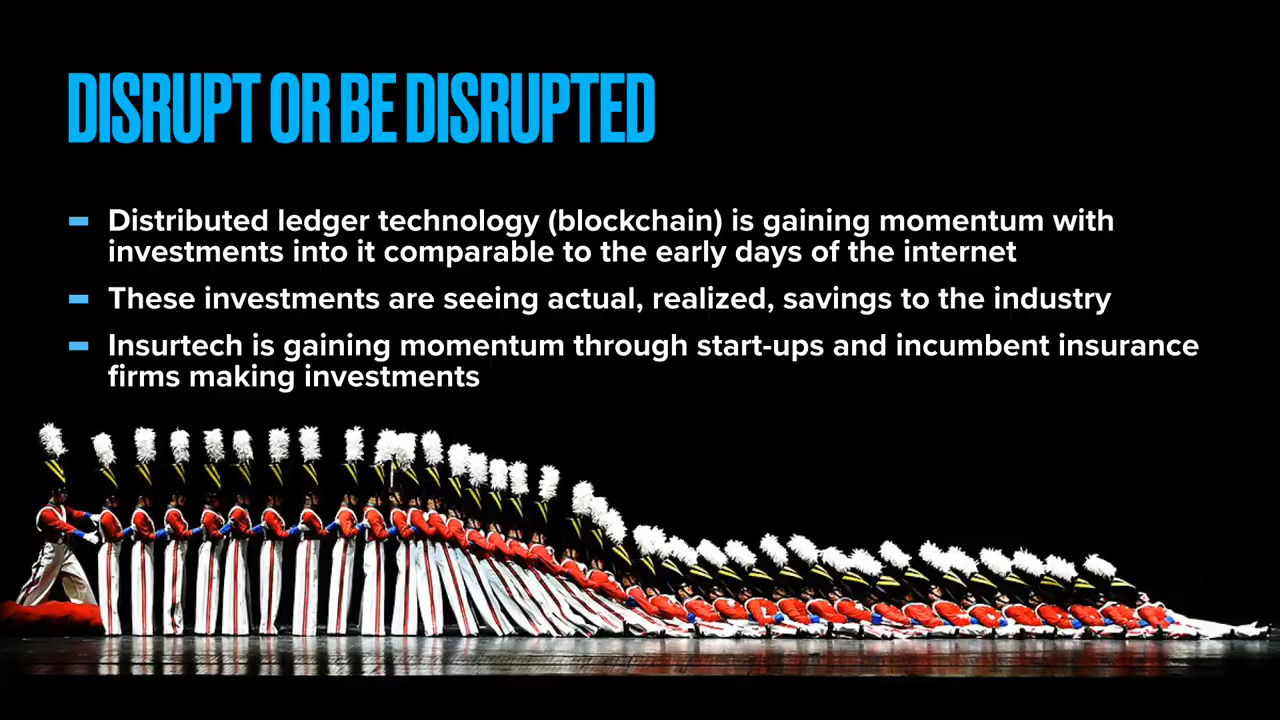 DISRUPT OR BE DISRUPTED
Distributed ledger technology (blockchain) is gaining momentum with
investments into it comparable to the early days of the internet
These investments are seeing actual, realized, savings to the industry
Insurtech is gaining momentum through start-ups and incumbent insurance
firms making investments